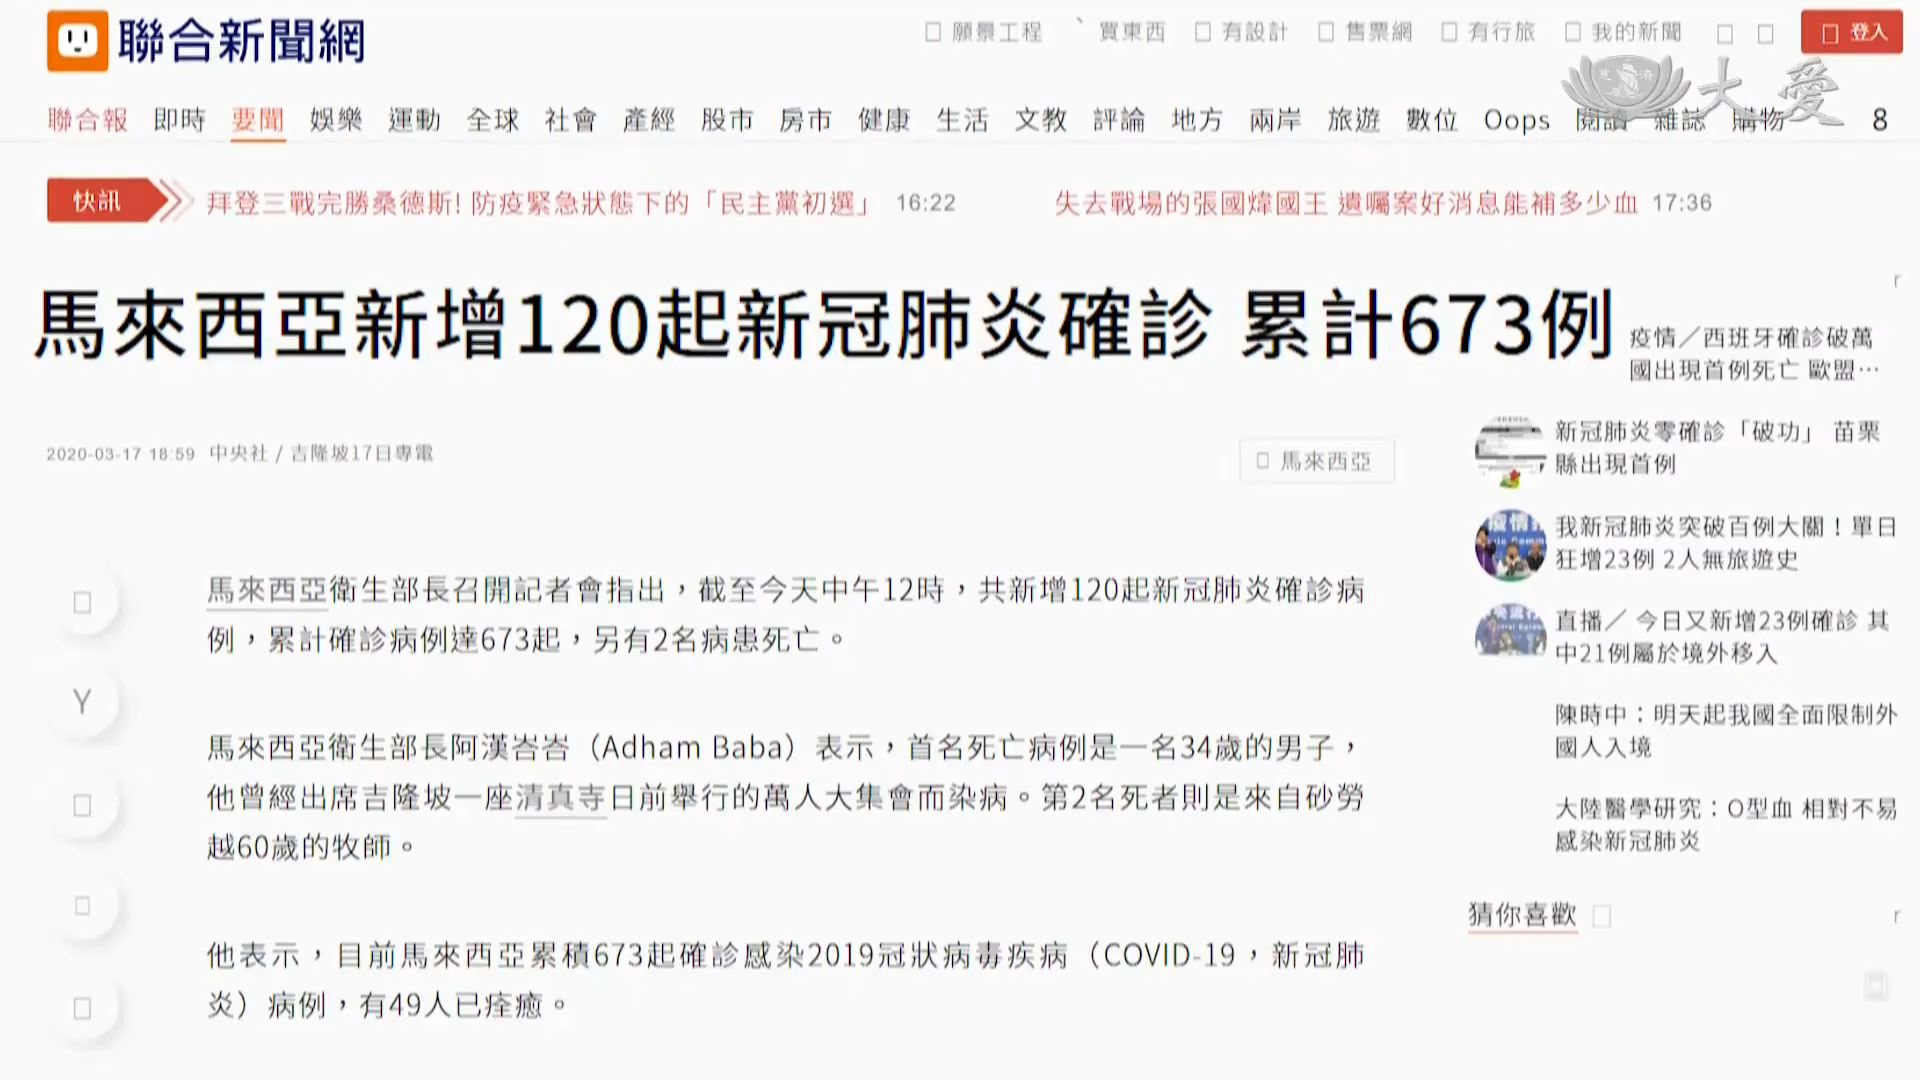 聯合新聞網
願景工程 買東西 有設計 售票網 有行旅 我的新聞 登入
大愛
聯合報 即時 要聞 娛樂 運動 全球 社會 產經 股市 房市 健康 生活 文教 評論 地方 兩岸 旅遊 數位 Oops 閱讀 雜誌 購物 8
快訊 拜登三戰完勝桑德斯! 防疫緊急狀態下的「民主黨初選」 16:22 失去戰場的張國煒國王 遺囑案好消息能補多少血 17:36
馬來西亞新增120起新冠肺炎確診 累計673例
2020-03-17 18:59 中央社 / 吉隆坡17日專電
馬來西亞
馬來西亞衛生部長召開記者會指出，截至今天中午12時，共新增120起新冠肺炎確診病
例，累計確診病例達673起，另有2名病患死亡。
馬來西亞衛生部長阿漢峇峇（Adham Baba）表示，首名死亡病例是一名34歲的男子，
他曾經出席吉隆坡一座清真寺日前舉行的萬人大集會而染病。第2名死者則是來自砂勞
越60歲的牧師。
他表示，目前馬來西亞累積673起確診感染2019冠狀病毒疾病（COVID-19，新冠肺
炎）病例，有49人已痊癒。
Y
疫情／西班牙確診破萬
國出現首例死亡 歐盟…
新冠肺炎零確診「破功」 苗栗
縣出現首例
我新冠肺炎突破百例大關！單日
狂增23例 2人無旅遊史
直播／ 今日又新增23例確診 其
中21例屬於境外移入
陳時中：明天起我國全面限制外
國人入境
大陸醫學研究：O型血 相對不易
感染新冠肺炎
猜你喜歡